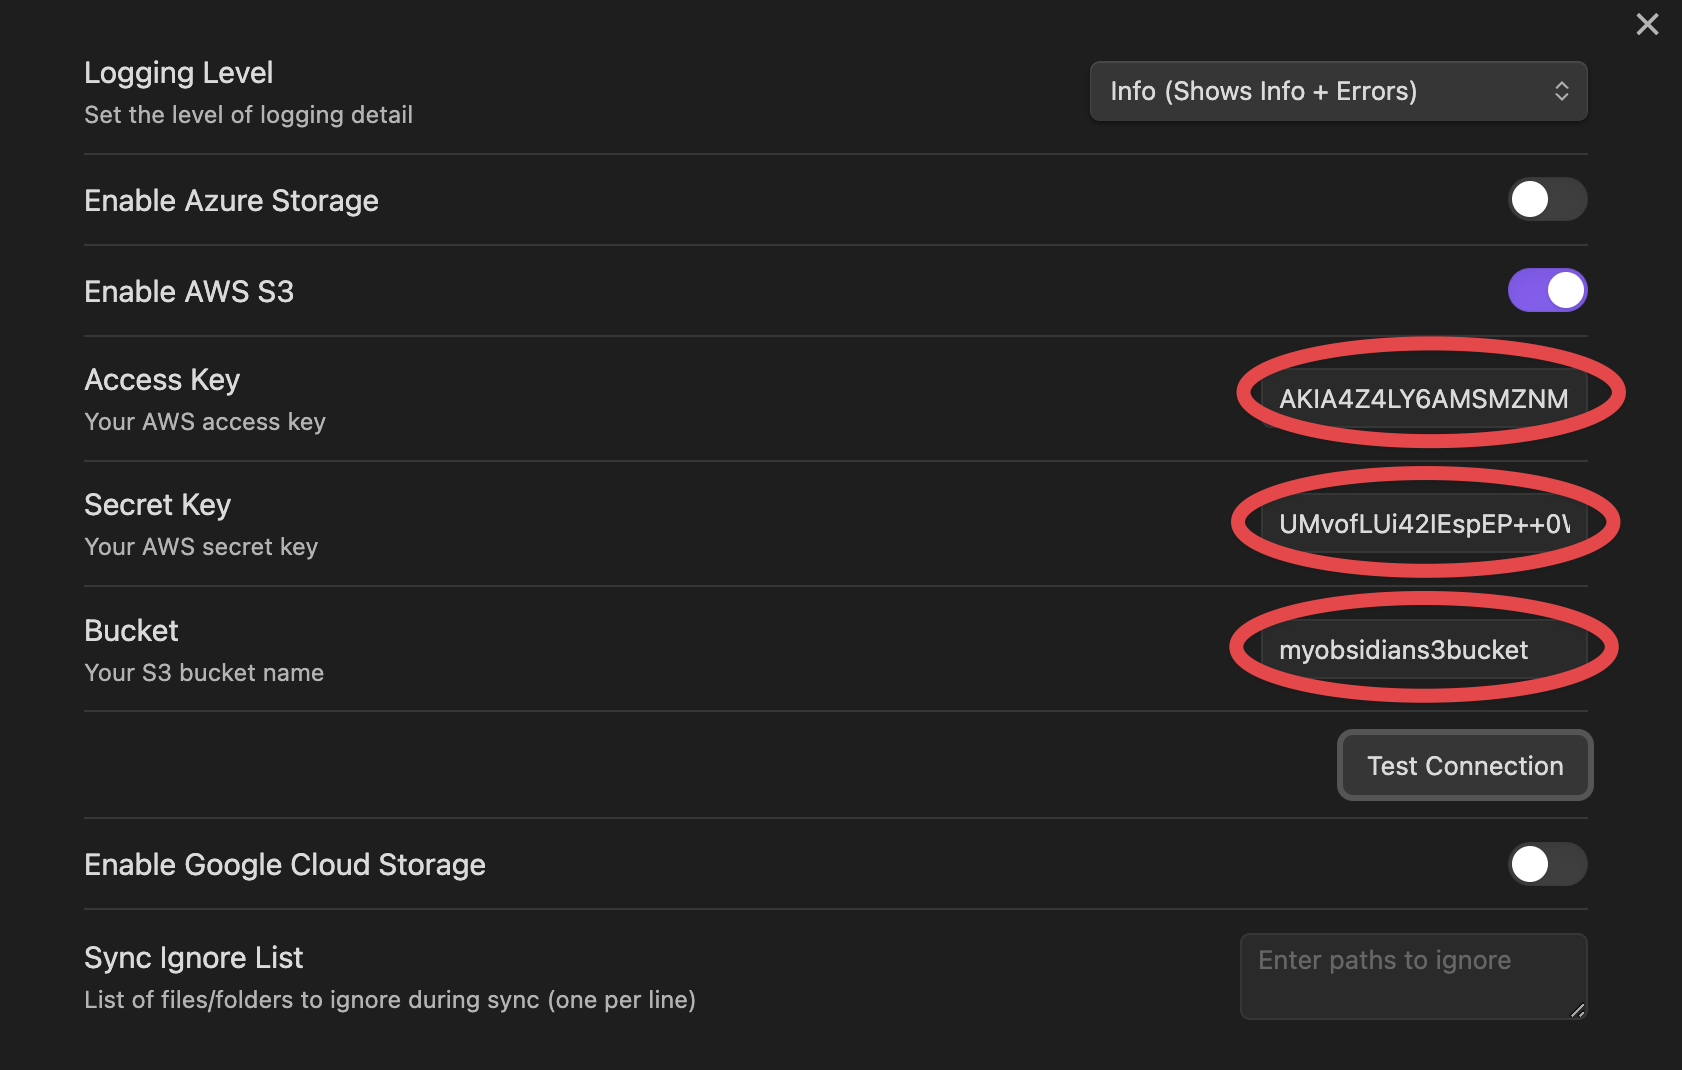 Logging Level
Set the level of logging detail
Info (Shows Info + Errors)
Enable Azure Storage
Enable AWS S3
Access Key
Your AWS access key
AKIA4Z4LY6AMSMZNM
Secret Key
Your AWS secret key
UMvofLUi42IEspEP++0
Bucket
Your S3 bucket name
myobsidians3bucket
Test Connection
Enable Google Cloud Storage
Sync Ignore List
List of files/folders to ignore during sync (one per line)
Enter paths to ignore